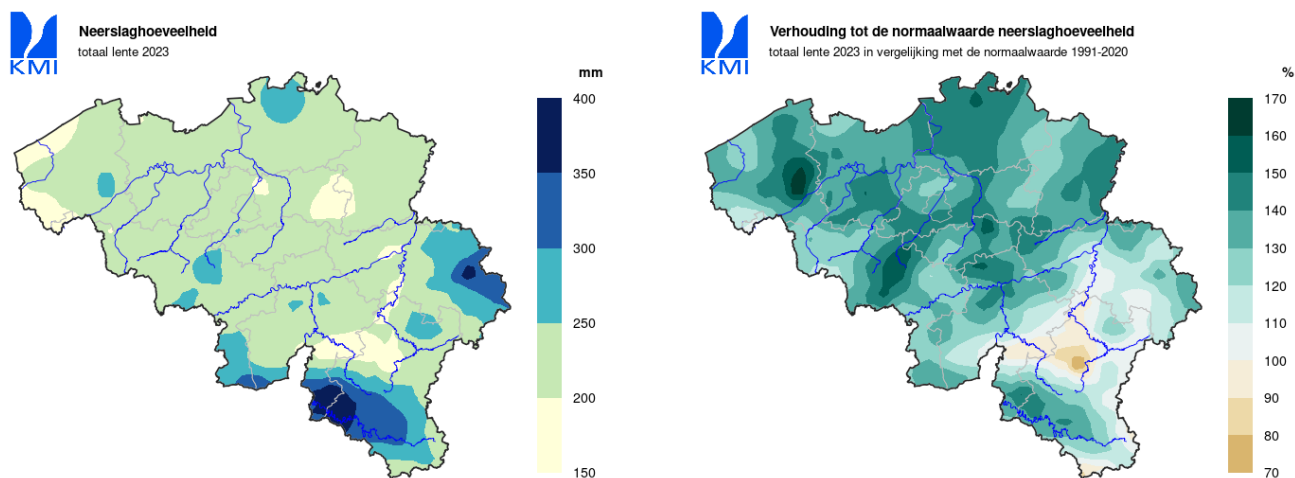 KMI
Neerslaghoeveelheid
totaal lente 2023
mm
400
350
300
250
200
150
KMI
Verhouding tot de normaalwaarde neerslaghoeveelheid
totaal lente 2023 in vergelijking met de normaalwaarde 1991-2020
%
170
160
150
140
130
120
110
100
90
80
70